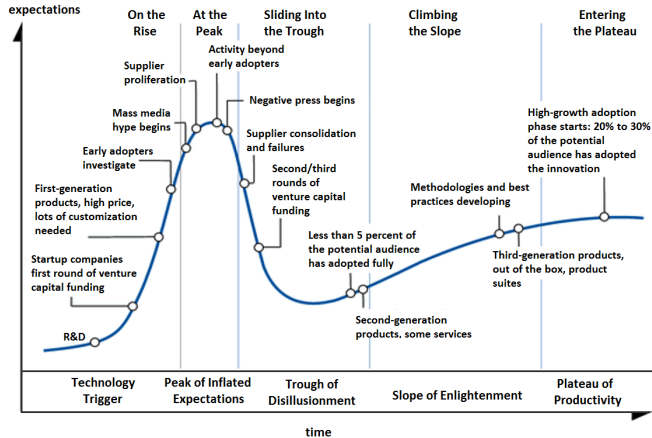 expectations
On the
Rise
At the
Peak
Sliding Into
the Trough
Climbing
the Slope
Entering
the Plateau
Activity beyond
early adopters
Supplier
proliferation
Negative press begins
Mass media
hype begins
Supplier consolidation
and failures
Early adopters
investigate
Second/third
rounds of
venture capital
funding
First-generation
products, high price,
lots of customization
needed
Less than 5 percent of
the potential audience
has adopted fully
Startup companies
first round of venture
capital funding
R&D
Second-generation
products, some services
Methodologies and best
practices developing
Third-generation products,
out of the box, product
suites
High-growth adoption
phase starts: 20% to 30%
of the potential
audience has adopted
the innovation
Technology
Trigger
Peak of Inflated
Expectations
Trough of
Disillusionment
Slope of Enlightenment
Plateau of
Productivity
time